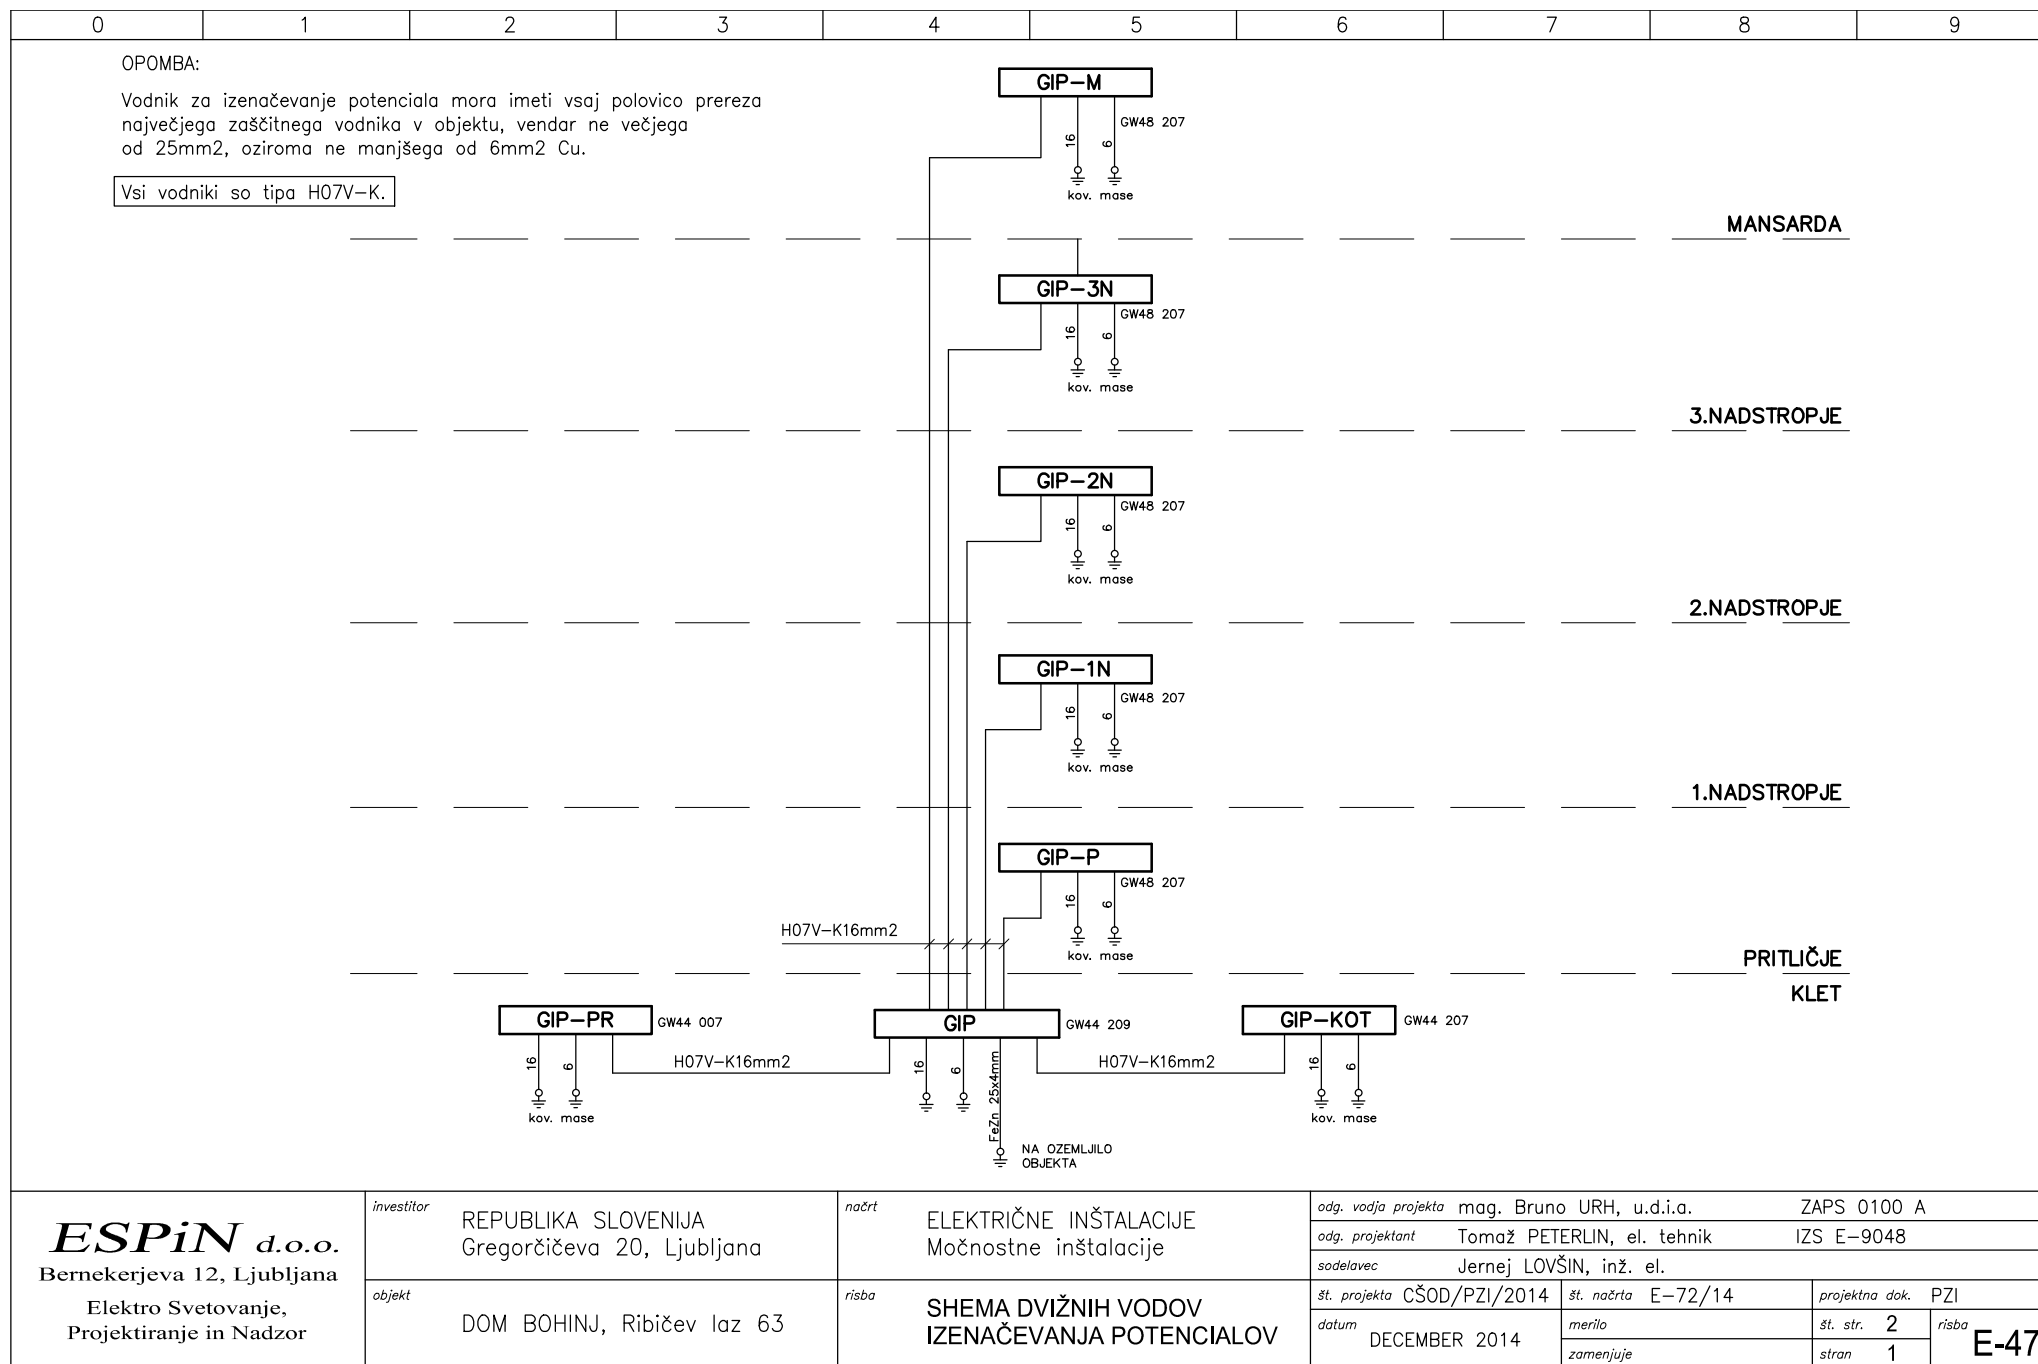 0 1 2 3 4 5 6 7 8 9
OPOMBA:
Vodnik za izenačevanje potenciala mora imeti vsaj polovico prereza
največjega zaščitnega vodnika v objektu, vendar ne večjega
od 25mm2, oziroma ne manjšega od 6mm2 Cu.
Vsi vodniki so tipa H07V-K.
GIP-M
GW48 207
16 6
kov. mase
MANSARDA
GIP-3N
GW48 207
16 6
kov. mase
3.NADSTROPJE
GIP-2N
GW48 207
16 6
kov. mase
2.NADSTROPJE
GIP-1N
GW48 207
16 6
kov. mase
1.NADSTROPJE
GIP-P
GW48 207
16 6
kov. mase
H07V-K16mm2
PRITLIČJE
KLET
GIP-PR GW44 007
16 6
kov. mase
H07V-K16mm2
GIP GW44 209
16 6
FeZn 25x4mm
NA OZEMLJILO
OBJEKTA
H07V-K16mm2
GIP-KOT GW44 207
16 6
kov. mase
ESPiN d.o.o.
Bernekerjeva 12, Ljubljana
Elektro Svetovanje,
Projektiranje in Nadzor
investitor
REPUBLIKA SLOVENIJA
Gregorčičeva 20, Ljubljana
objekt
DOM BOHINJ, Ribičev laz 63
načrt
ELEKTRIČNE INŠTALACIJE
Močnostne inštalacije
risba
SHEMA DVIŽNIH VODOV
IZENAČEVANJA POTENCIALOV
odg. vodja projekta mag. Bruno URH, u.d.i.a. ZAPS 0100 A
odg. projektant Tomaž PETERLIN, el. tehnik IZS E-9048
sodelavec Jernej LOVŠIN, inž. el.
št. projekta CŠOD/PZI/2014 št. načrta E-72/14 projektna dok. PZI
datum DECEMBER 2014
merilo
zamenjuje
št. str. 2
stran 1
risba E-47